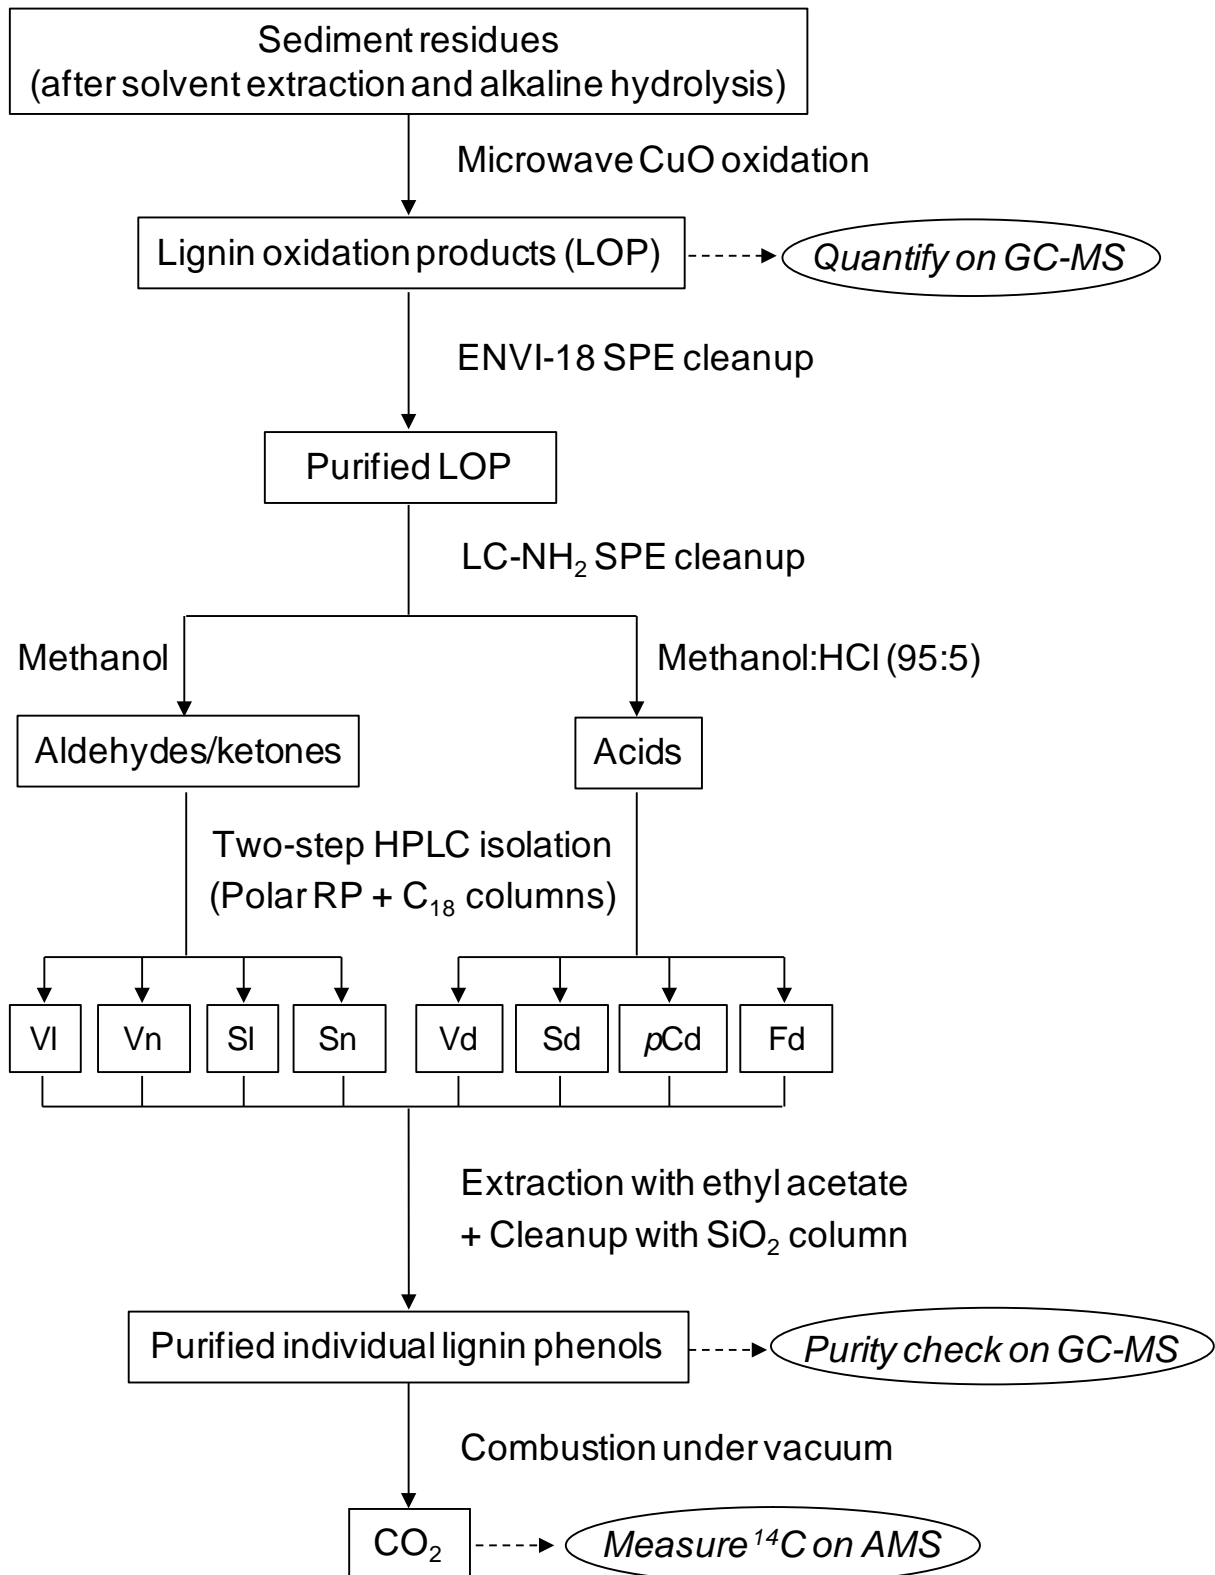 Sediment residues
(after solvent extraction and alkaline hydrolysis)
Microwave CuO oxidation
Lignin oxidation products (LOP)
Quantify on GC-MS
ENVI-18 SPE cleanup
Purified LOP
LC-NH₂ SPE cleanup
Methanol
Methanol:HCl (95:5)
Aldehydes/ketones
Acids
Two-step HPLC isolation
(Polar RP + C₁₈ columns)
Vl
Vn
Sl
Sn
Vd
Sd
pCd
Fd
Extraction with ethyl acetate
+ Cleanup with SiO₂ column
Purified individual lignin phenols
Purity check on GC-MS
Combustion under vacuum
CO₂
Measure ¹⁴C on AMS